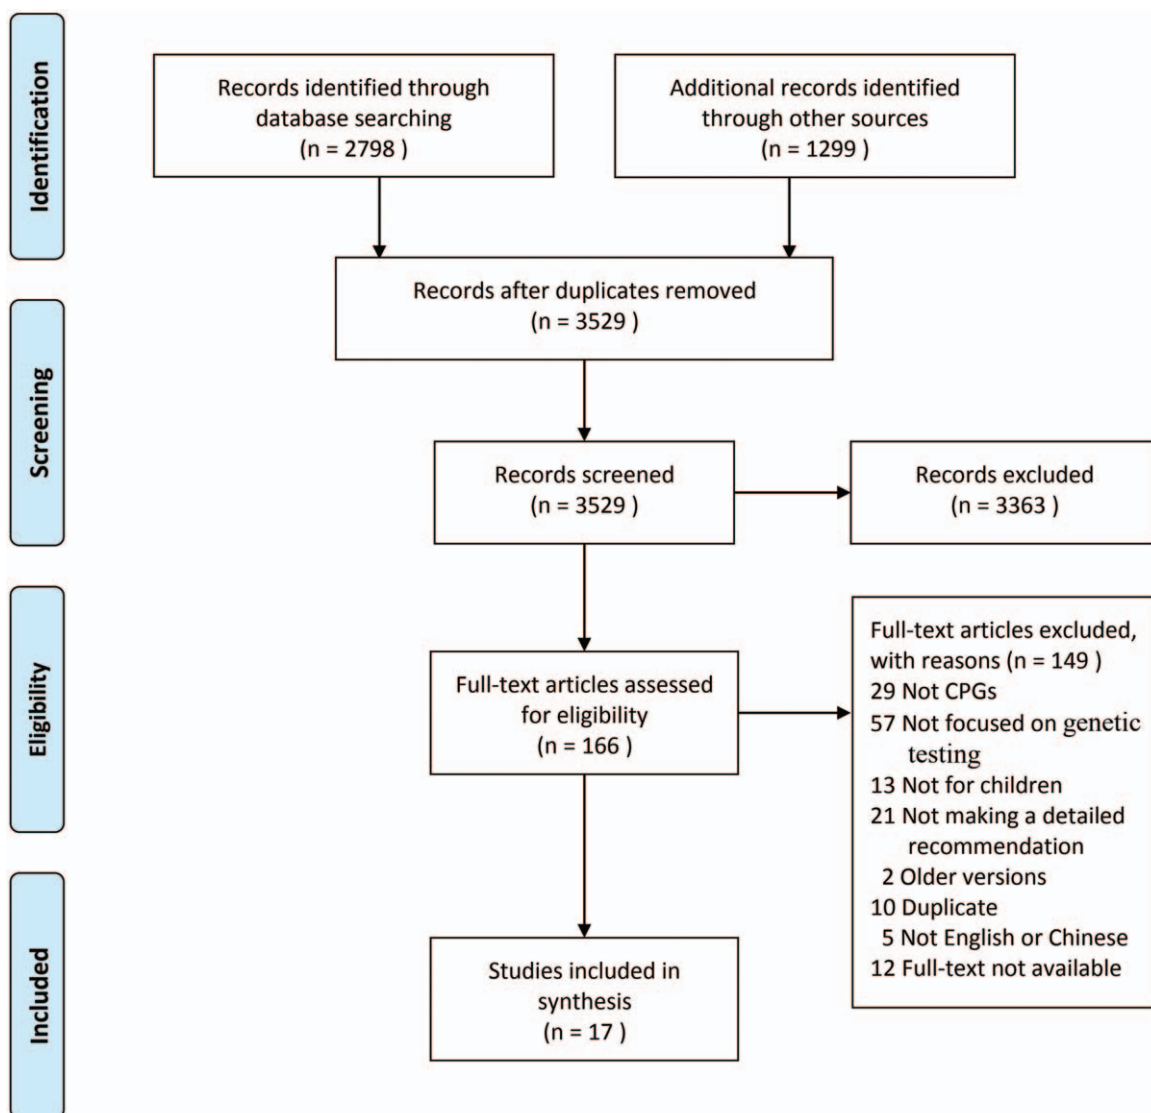 Identification
Records identified through
database searching
(n = 2798 )
Additional records identified
through other sources
(n = 1299 )
Records after duplicates removed
(n = 3529 )
Screening
Records screened
(n = 3529 )
Records excluded
(n = 3363 )
Eligibility
Full-text articles assessed
for eligibility
(n = 166 )
Full-text articles excluded,
with reasons (n = 149 )
29 Not CPGs
57 Not focused on genetic
testing
13 Not for children
21 Not making a detailed
recommendation
2 Older versions
10 Duplicate
5 Not English or Chinese
12 Full-text not available
Included
Studies included in
synthesis
(n = 17 )